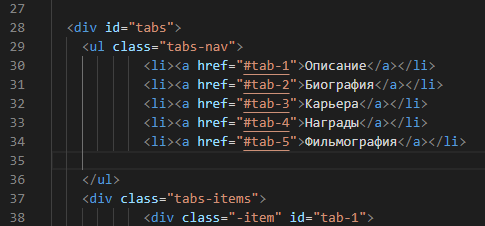 27
28 <div id="tabs">
29 <ul class="tabs-nav">
30 <li><a href="#tab-1">Описание</a></li>
31 <li><a href="#tab-2">Биография</a></li>
32 <li><a href="#tab-3">Карьера</a></li>
33 <li><a href="#tab-4">Награды</a></li>
34 <li><a href="#tab-5">Фильмография</a></li>
35
36 </ul>
37 <div class="tabs-items">
38 <div class="-item" id="tab-1">